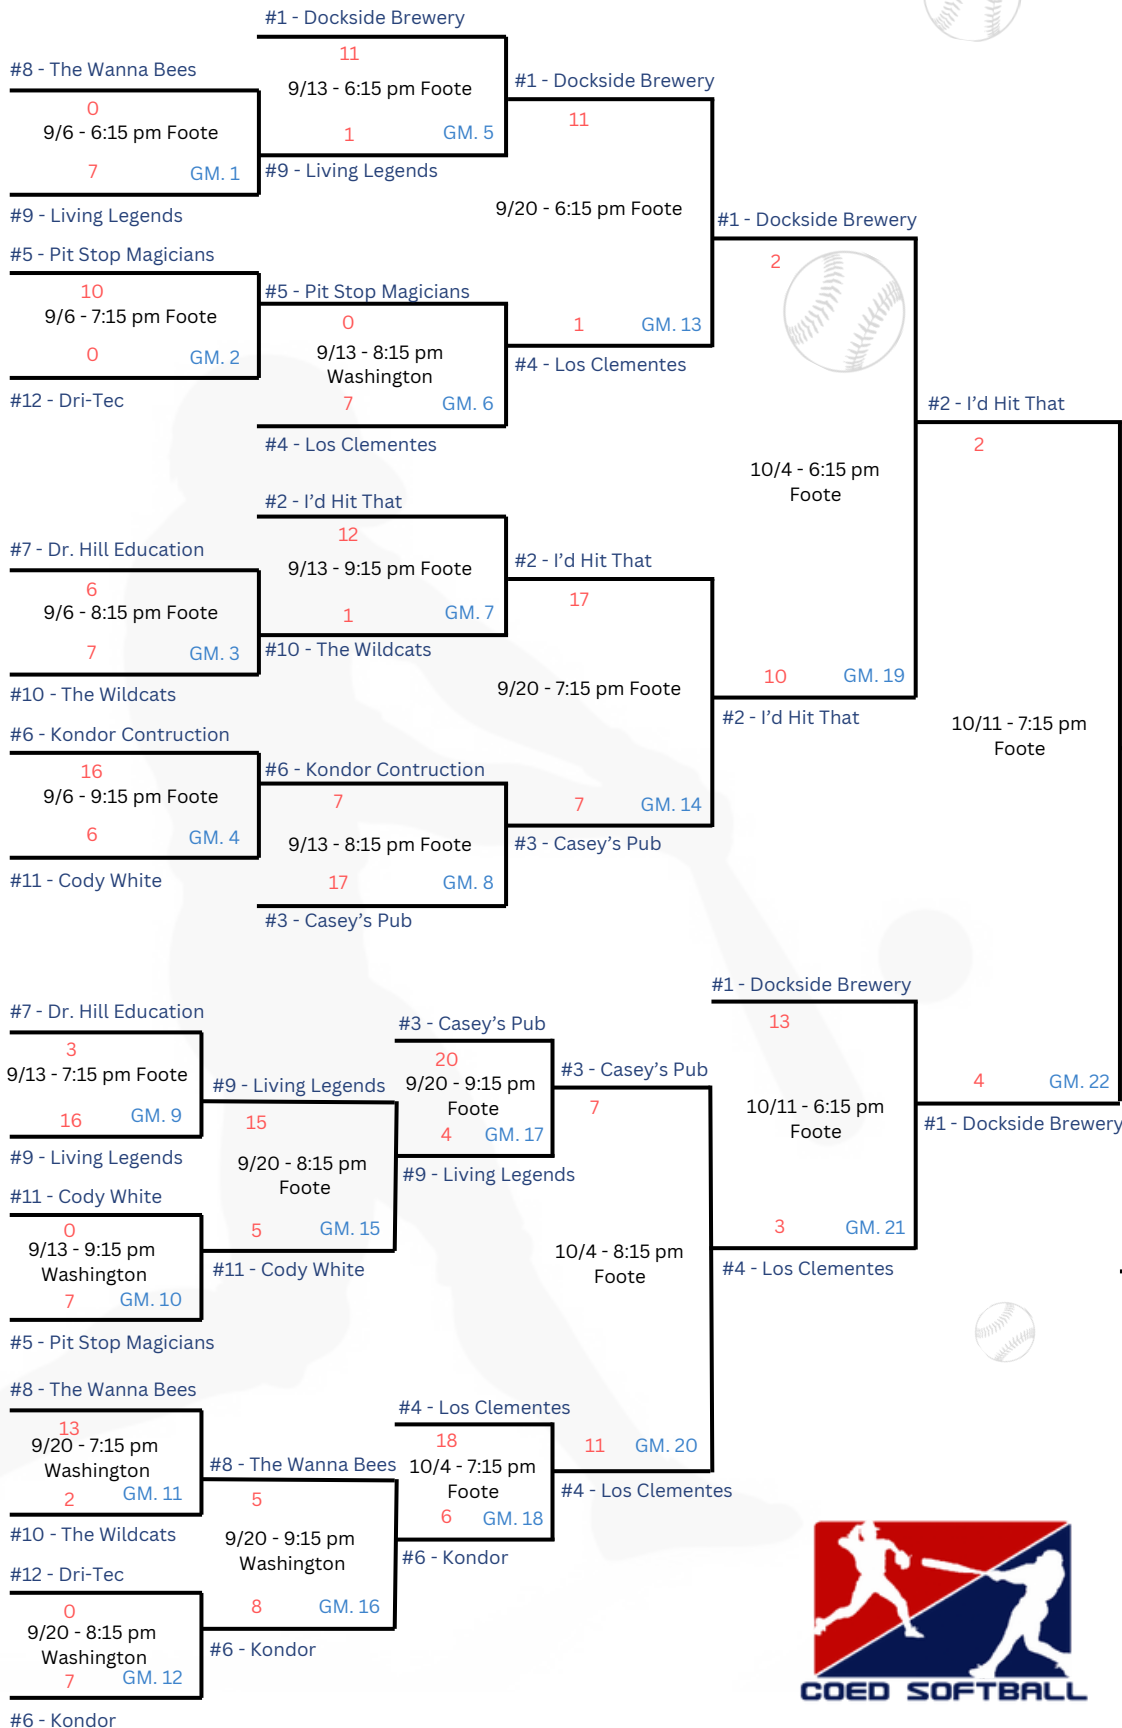 #1 - Dockside Brewery
11
9/13 - 6:15 pm Foote
1
GM. 5
#9 - Living Legends
#8 - The Wanna Bees
0
9/6 - 6:15 pm Foote
7
GM. 1
#9 - Living Legends
#1 - Dockside Brewery
11
9/20 - 6:15 pm Foote
1
GM. 13
#4 - Los Clementes
#5 - Pit Stop Magicians
10
9/6 - 7:15 pm Foote
0
GM. 2
#12 - Dri-Tec
#5 - Pit Stop Magicians
0
9/13 - 8:15 pm
Washington
7
GM. 6
#4 - Los Clementes
#1 - Dockside Brewery
2
10/4 - 6:15 pm
Foote
10
GM. 19
#2 - I’d Hit That
#2 - I’d Hit That
12
9/13 - 9:15 pm Foote
1
GM. 7
#10 - The Wildcats
#7 - Dr. Hill Education
6
9/6 - 8:15 pm Foote
7
GM. 3
#10 - The Wildcats
#2 - I’d Hit That
17
9/20 - 7:15 pm Foote
7
GM. 14
#3 - Casey’s Pub
#6 - Kondor Contruction
16
9/6 - 9:15 pm Foote
6
GM. 4
#11 - Cody White
#6 - Kondor Contruction
7
9/13 - 8:15 pm Foote
17
GM. 8
#3 - Casey’s Pub
#2 - I’d Hit That
2
10/11 - 7:15 pm
Foote
4
GM. 22
#1 - Dockside Brewery
#7 - Dr. Hill Education
3
9/13 - 7:15 pm Foote
16
GM. 9
#9 - Living Legends
#9 - Living Legends
15
9/20 - 8:15 pm
Foote
5
GM. 15
#11 - Cody White
#11 - Cody White
0
9/13 - 9:15 pm
Washington
7
GM. 10
#5 - Pit Stop Magicians
#3 - Casey’s Pub
20
9/20 - 9:15 pm
Foote
4
GM. 17
#9 - Living Legends
#3 - Casey’s Pub
7
10/4 - 8:15 pm
Foote
11
GM. 20
#4 - Los Clementes
#1 - Dockside Brewery
13
10/11 - 6:15 pm
Foote
3
GM. 21
#4 - Los Clementes
#8 - The Wanna Bees
13
9/20 - 7:15 pm
Washington
2
GM. 11
#10 - The Wildcats
#8 - The Wanna Bees
5
9/20 - 9:15 pm
Washington
8
GM. 16
#6 - Kondor
#4 - Los Clementes
18
10/4 - 7:15 pm
Foote
6
GM. 18
#6 - Kondor
#12 - Dri-Tec
0
9/20 - 8:15 pm
Washington
7
GM. 12
#6 - Kondor
COED SOFTBALL